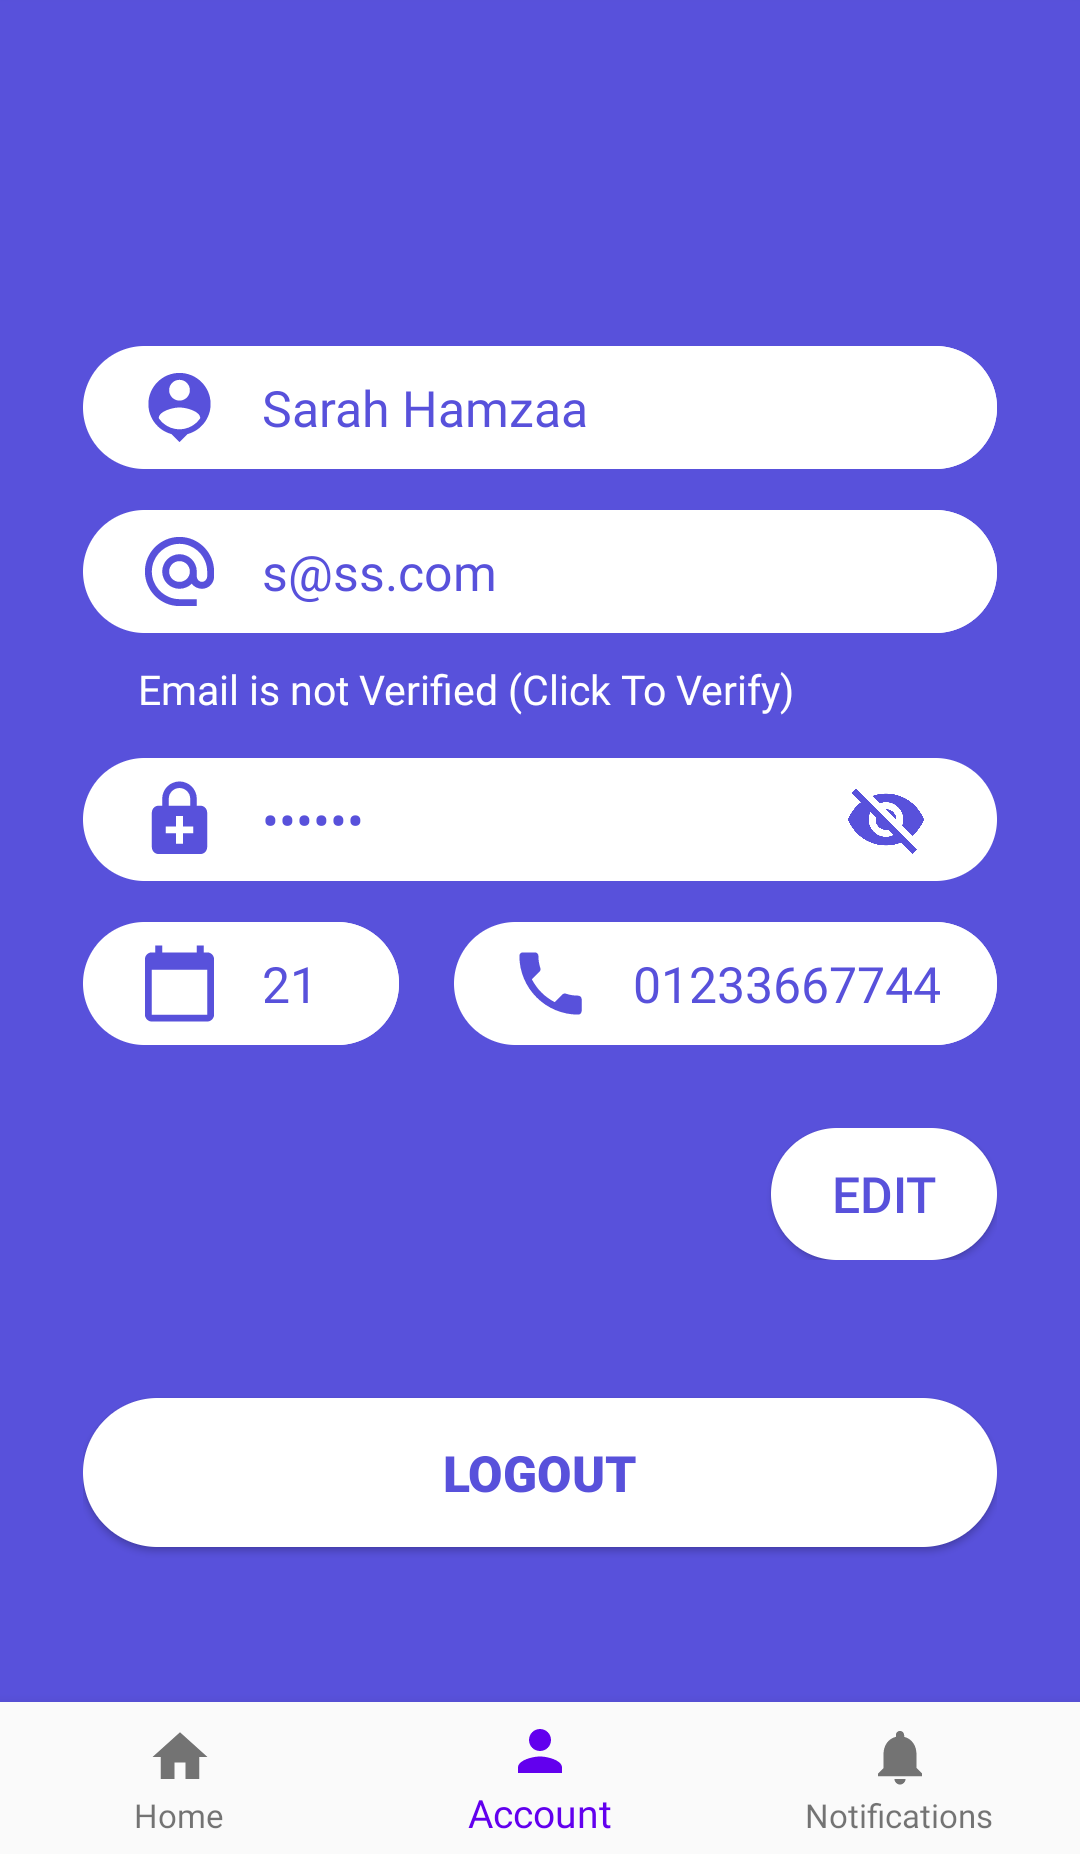 Sarah Hamzaa
s@ss.com
Email is not Verified (Click To Verify)
••••••
21
01233667744
EDIT
LOGOUT
Home
Account
Notifications